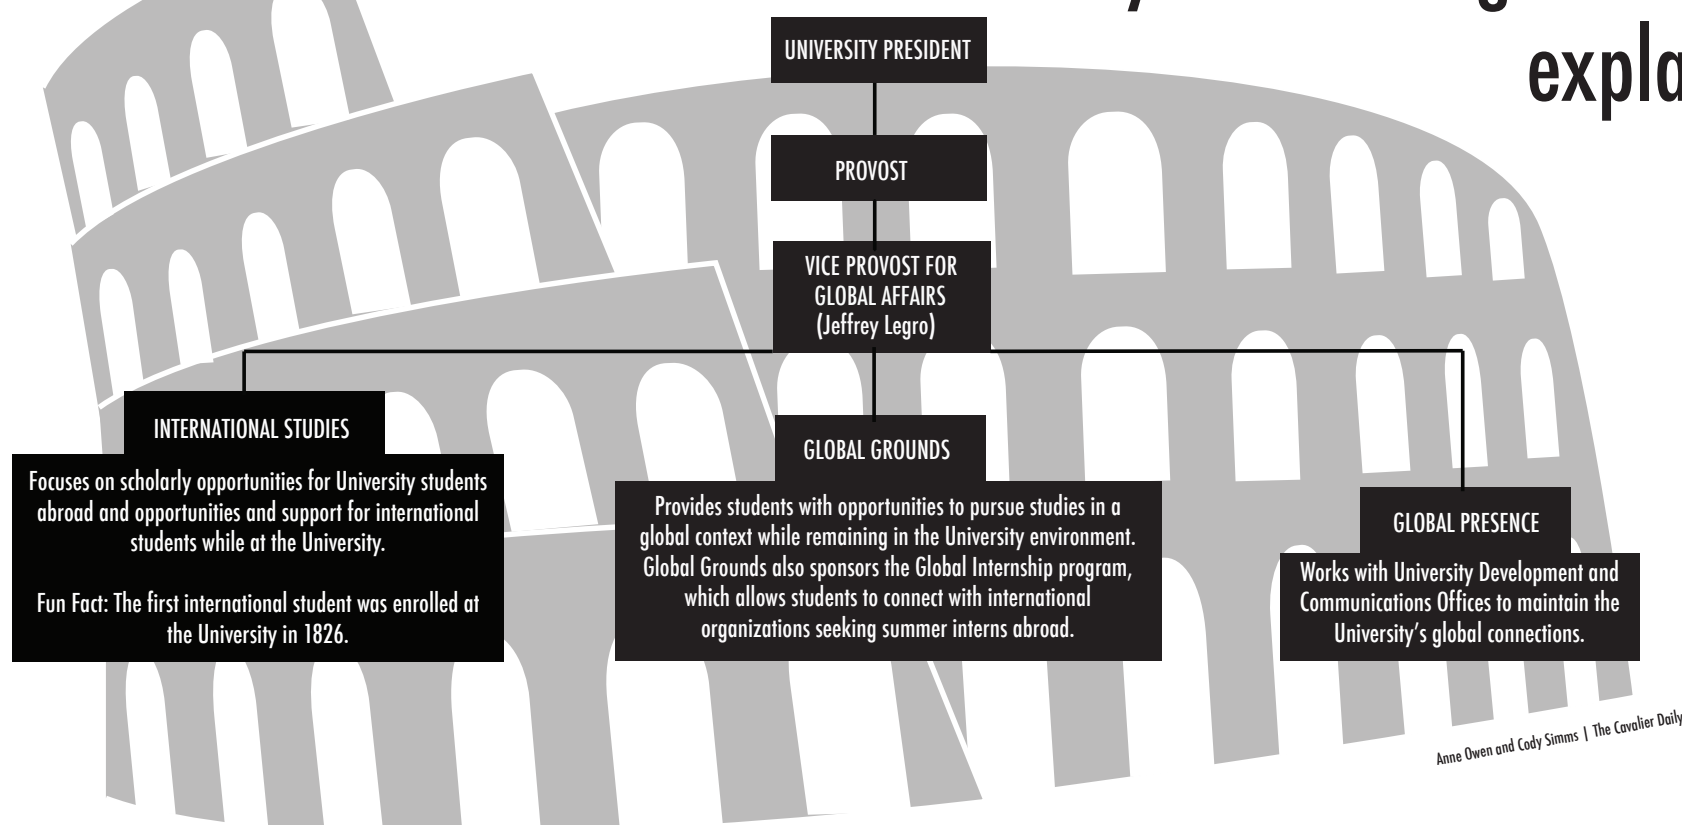 UNIVERSITY PRESIDENT
PROVOST
VICE PROVOST FOR
GLOBAL AFFAIRS
(Jeffrey Legro)
INTERNATIONAL STUDIES
Focuses on scholarly opportunities for University students
abroad and opportunities and support for international
students while at the University.
Fun Fact: The first international student was enrolled at
the University in 1826.
GLOBAL GROUNDS
Provides students with opportunities to pursue studies in a
global context while remaining in the University environment.
Global Grounds also sponsors the Global Internship program,
which allows students to connect with international
organizations seeking summer interns abroad.
GLOBAL PRESENCE
Works with University Development and
Communications Offices to maintain the
University’s global connections.
Anne Owen and Cody Simms | The Cavalier Daily